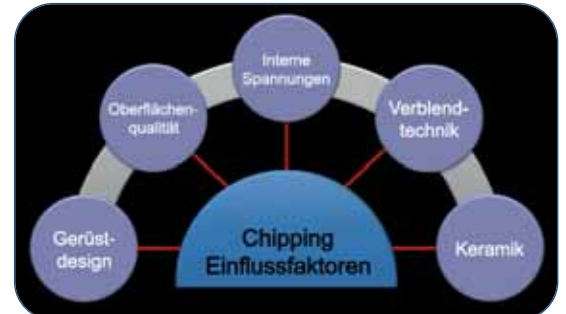 Interne
Spannungen
Oberflächen-
qualität
Verblend-
technik
Gerüst-
design
Chipping
Einflussfaktoren
Keramik